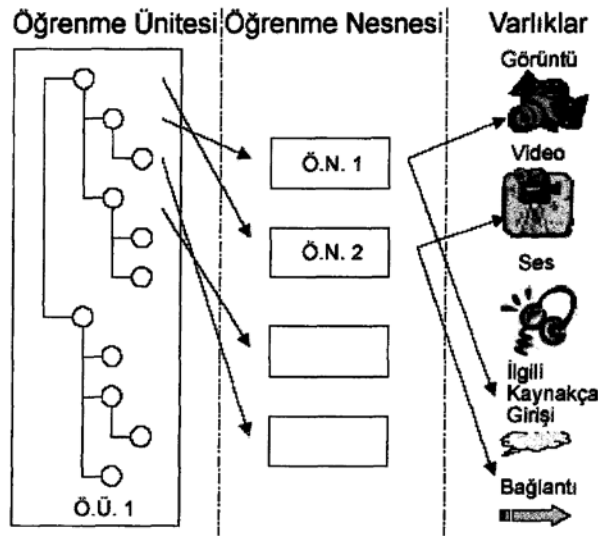 Öğrenme Ünitesi
Öğrenme Nesnesi
Varlıklar
Görüntü
Ö.N. 1
Video
Ö.N. 2
Ses
İlgili
Kaynakça
Girişi
Bağlantı
Ö.Ü. 1